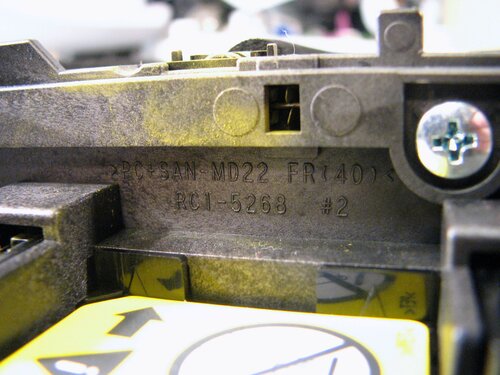 >PC+SAN-MD22 FR(40)<
RC1-5268 #2